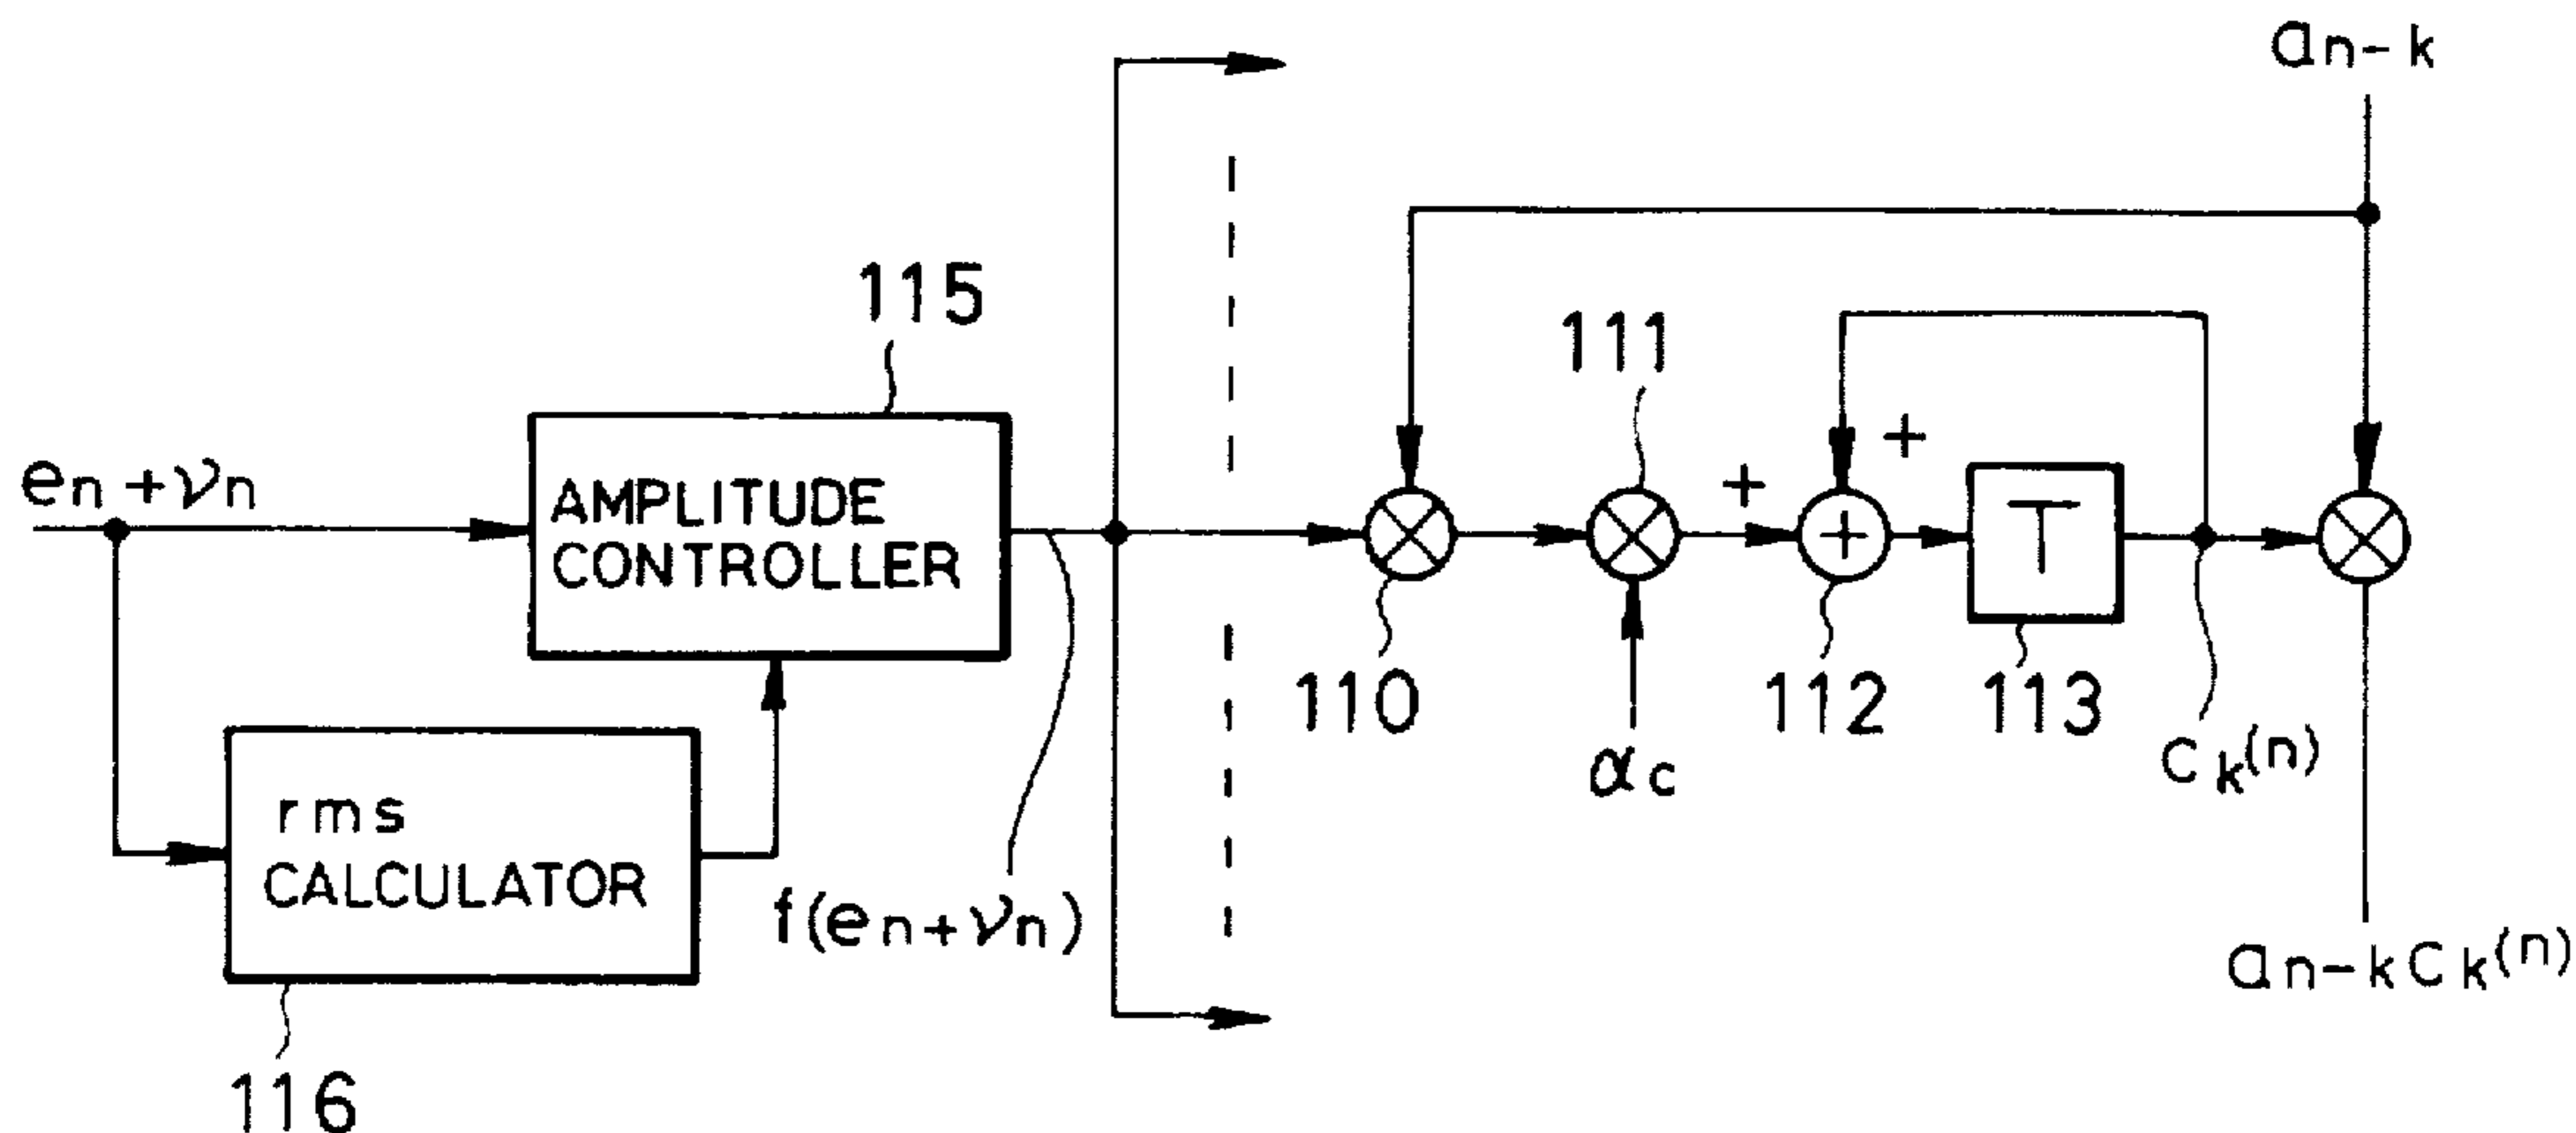 an-k
115
111
+
+
en+νn
AMPLITUDE
CONTROLLER
+
T
110
112
113
αc
ck(n)
rms
CALCULATOR
f(en+νn)
an-kck(n)
116